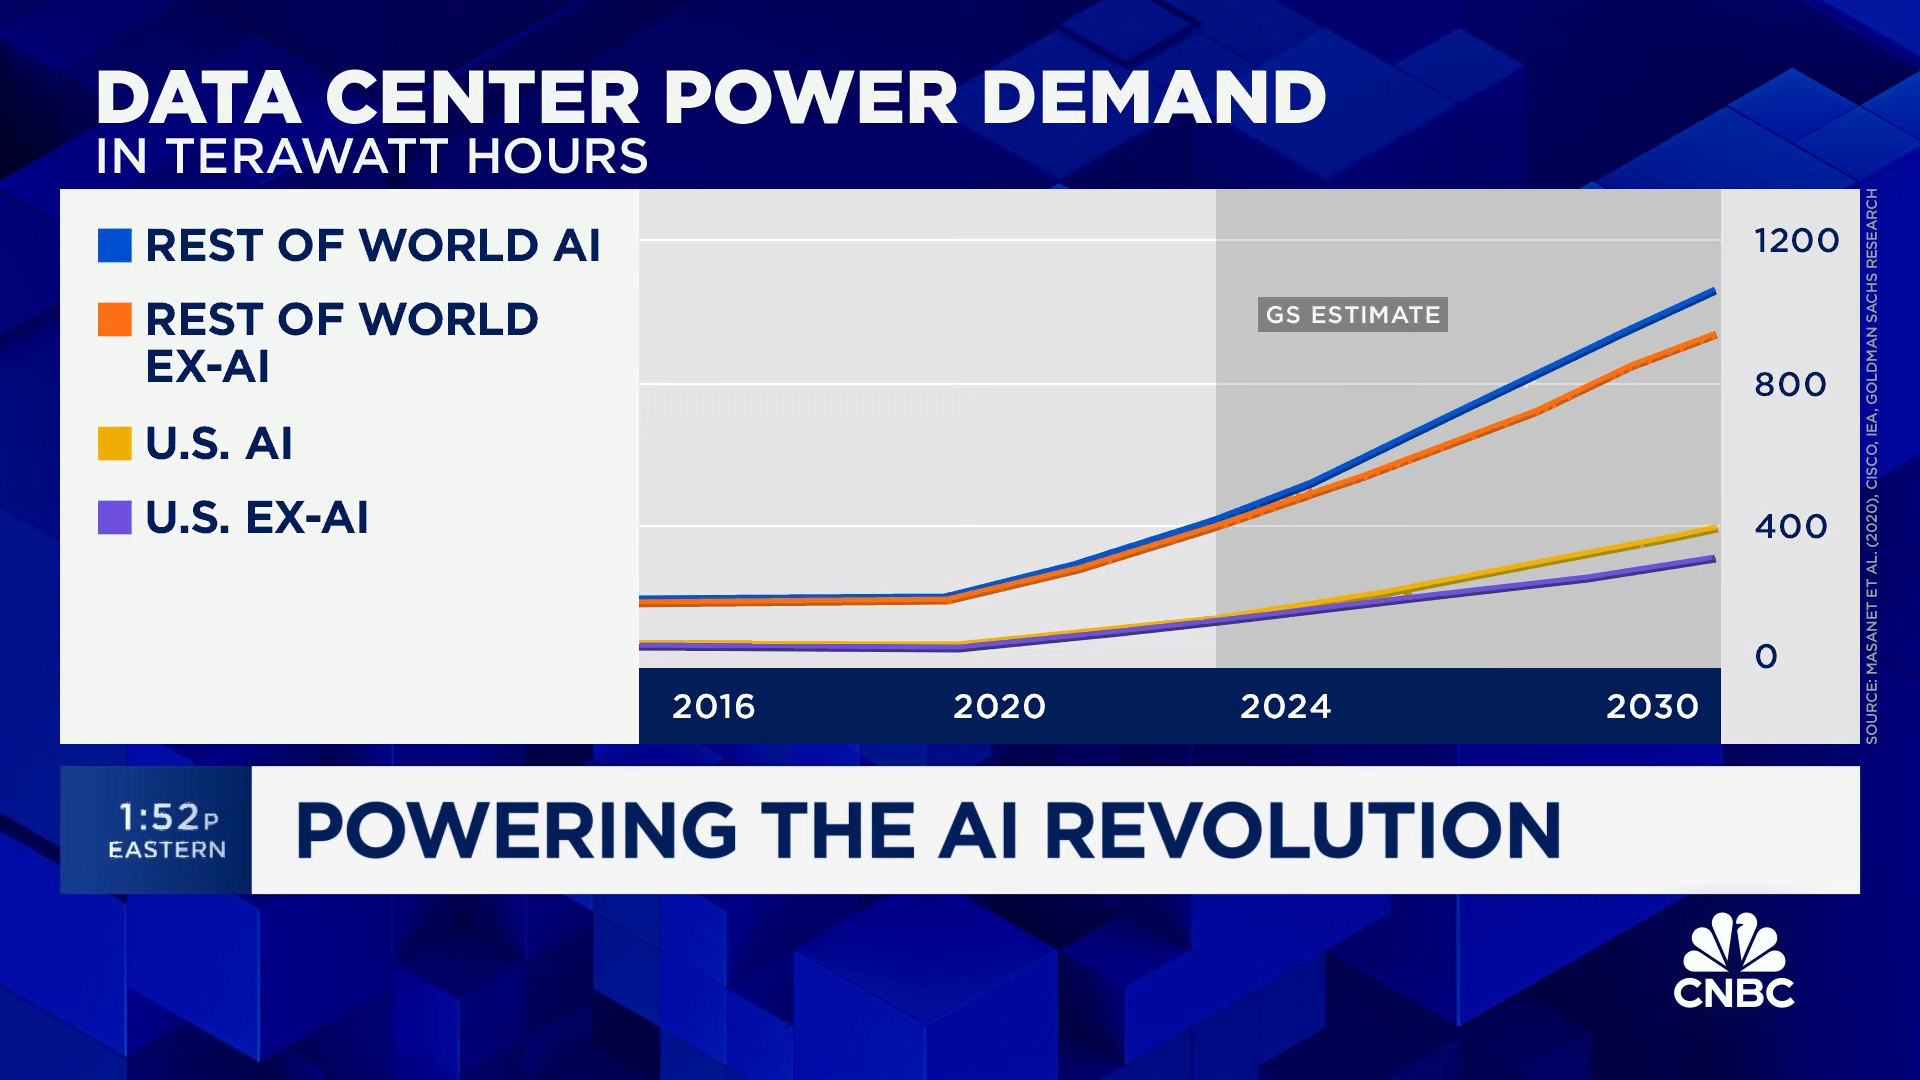 DATA CENTER POWER DEMAND
IN TERAWATT HOURS
REST OF WORLD AI
REST OF WORLD
EX-AI
U.S. AI
U.S. EX-AI
GS ESTIMATE
1200
800
400
0
2016
2020
2024
2030
SOURCE: MASANET ET AL. (2020), CISCO, IEA, GOLDMAN SACHS RESEARCH
1:52P
EASTERN
POWERING THE AI REVOLUTION
CNBC